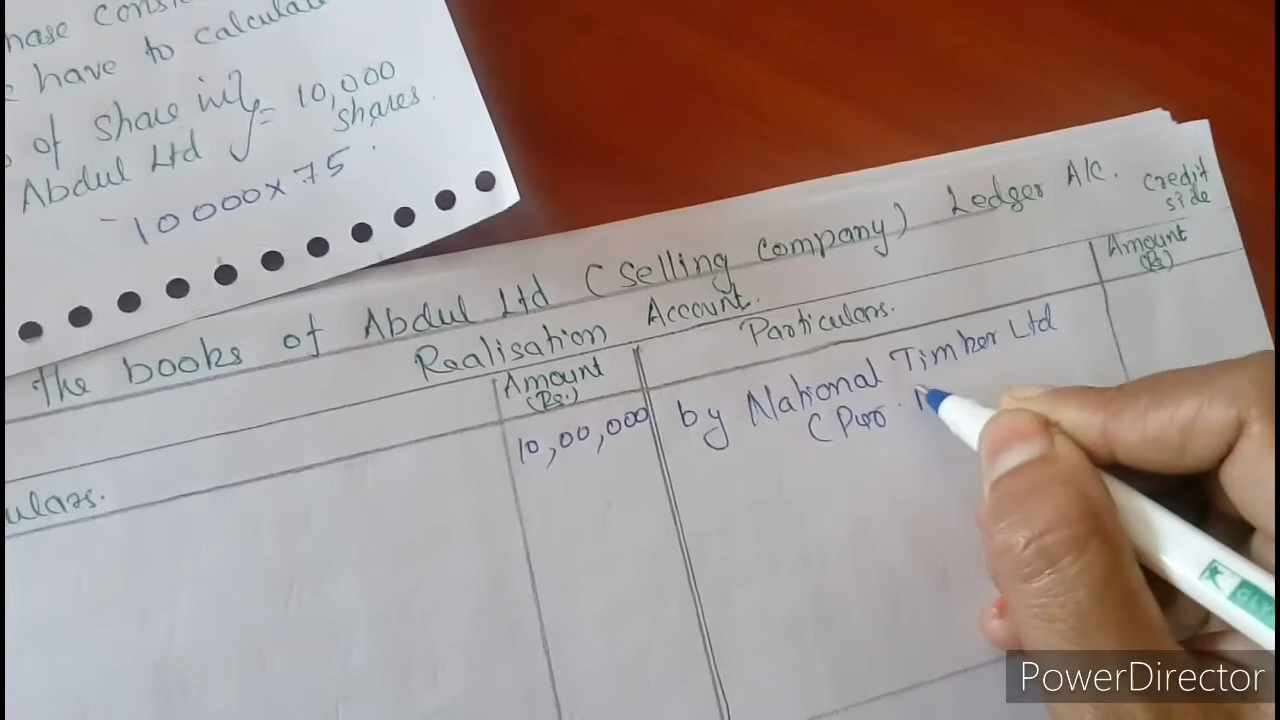 hase
have to calculat
of share in
Abdul Ltd
= 10,000
shares.
10000 x 75
The books of Abdul Ltd (Selling Company) Ledger A/c.
credit
side
Realisation Account.
Amount
(Rs.)
Particulars.
Amount
(Rs)
ulars.
10,00,000
by National Timber Ltd
(Pur.
PowerDirector